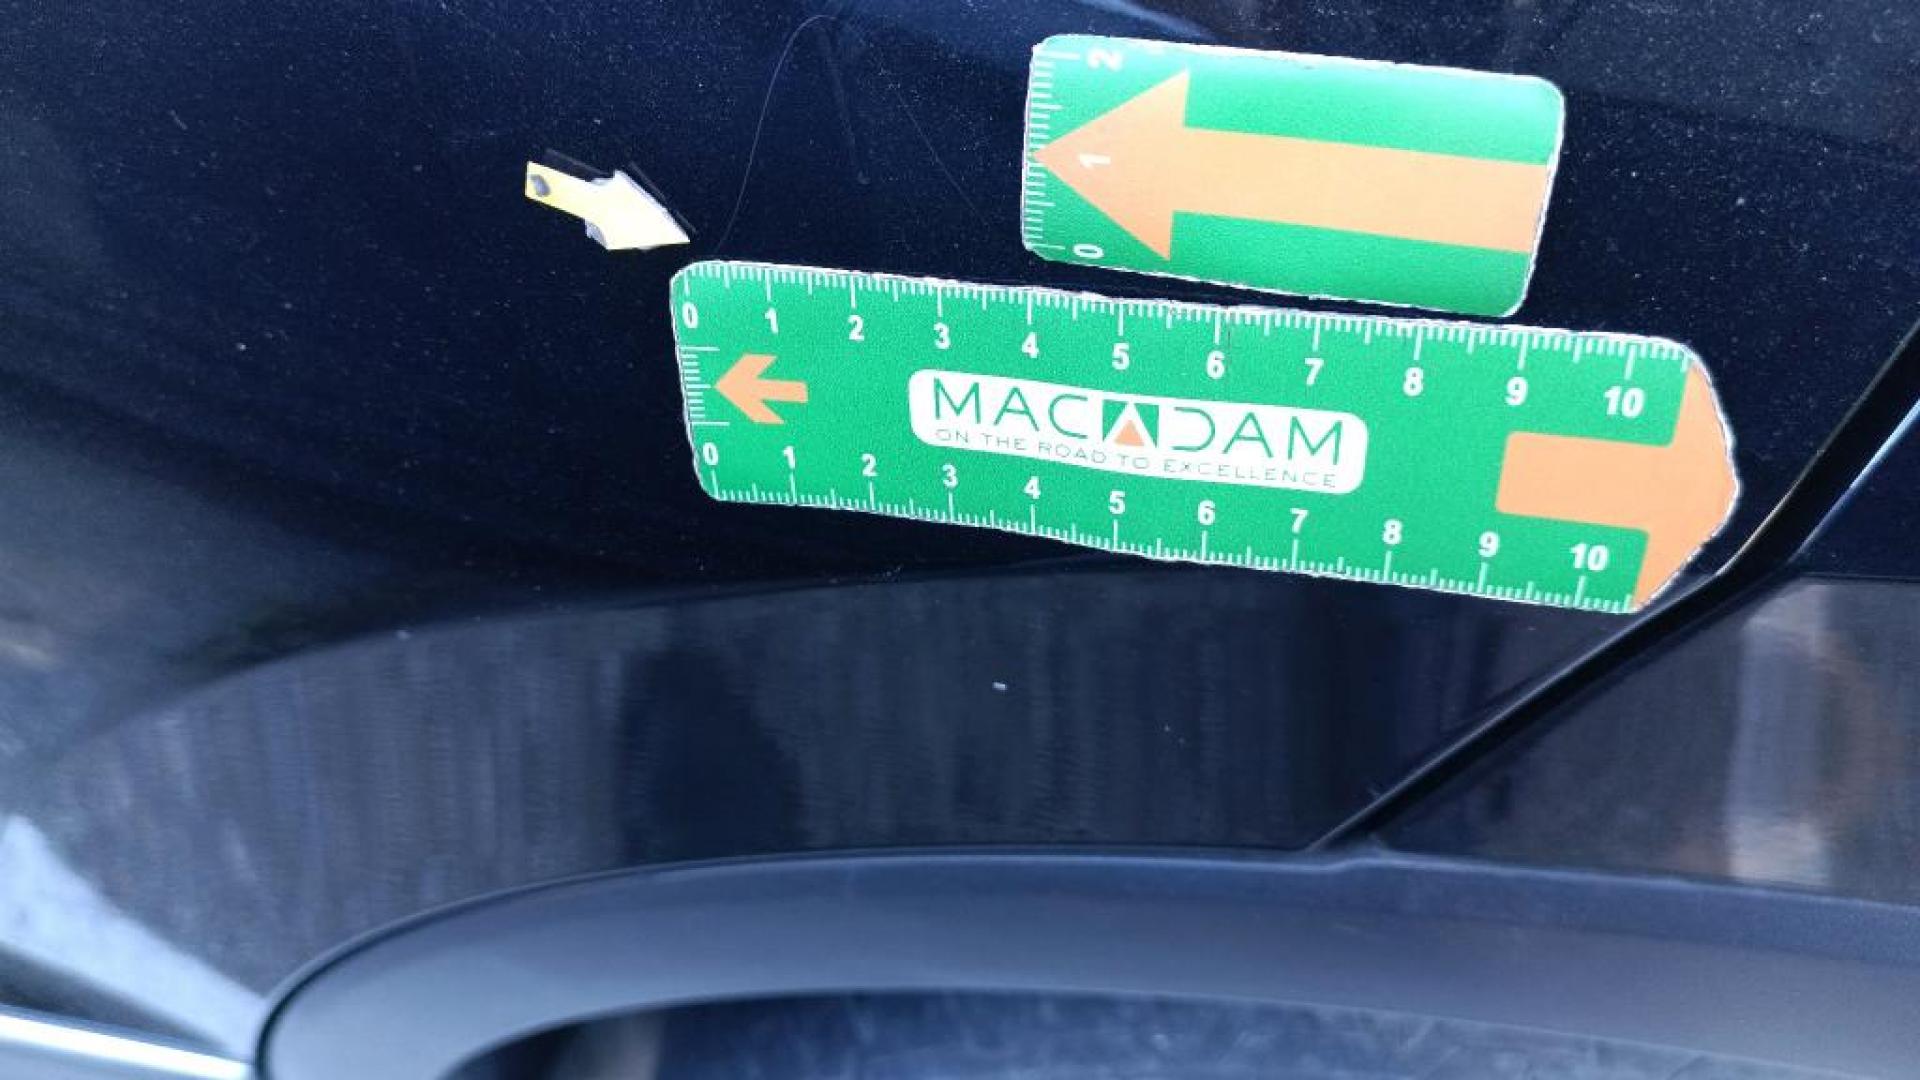 2
1
0
0 1 2 3 4 5 6 7 8 9 10
MACADAM
ON THE ROAD TO EXCELLENCE
0 1 2 3 4 5 6 7 8 9 10